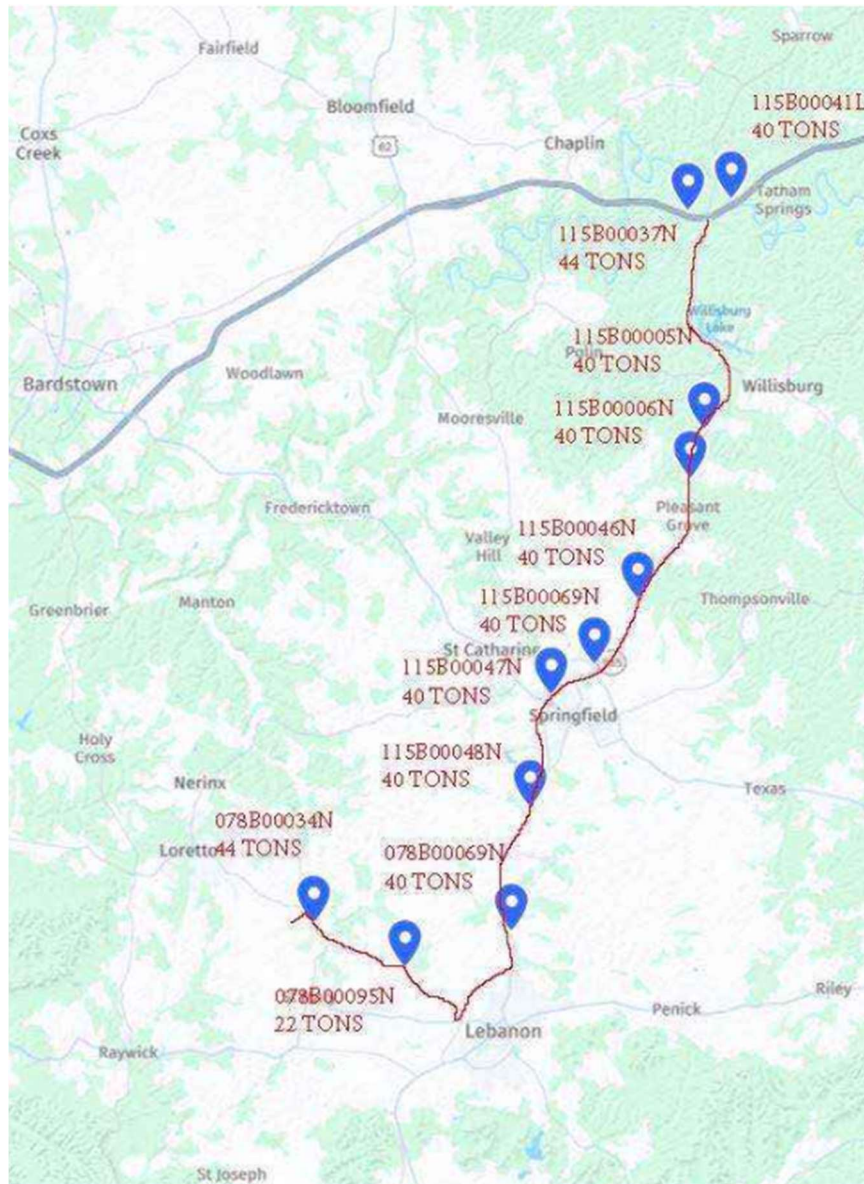 Sparrow
Fairfield
115B00041L
40 TONS
Bloomfield
Coxs
Creek
62
Chaplin
Tatham
Springs
115B00037N
44 TONS
Willisburg
Lake
115B00005N
40 TONS
Polin
Bardstown
Woodlawn
Willisburg
115B00006N
40 TONS
Mooresville
Fredericktown
Pleasant
Grove
115B00046N
40 TONS
Valley
Hill
115B00069N
40 TONS
Greenbrier
Manton
Thompsonville
St Catharine
115B00047N
40 TONS
Springfield
Holy
Cross
115B00048N
40 TONS
Nerinx
Texas
078B00034N
44 TONS
Loretto
078B00069N
40 TONS
078B00095N
22 TONS
Riley
Penick
Lebanon
Raywick
St Joseph